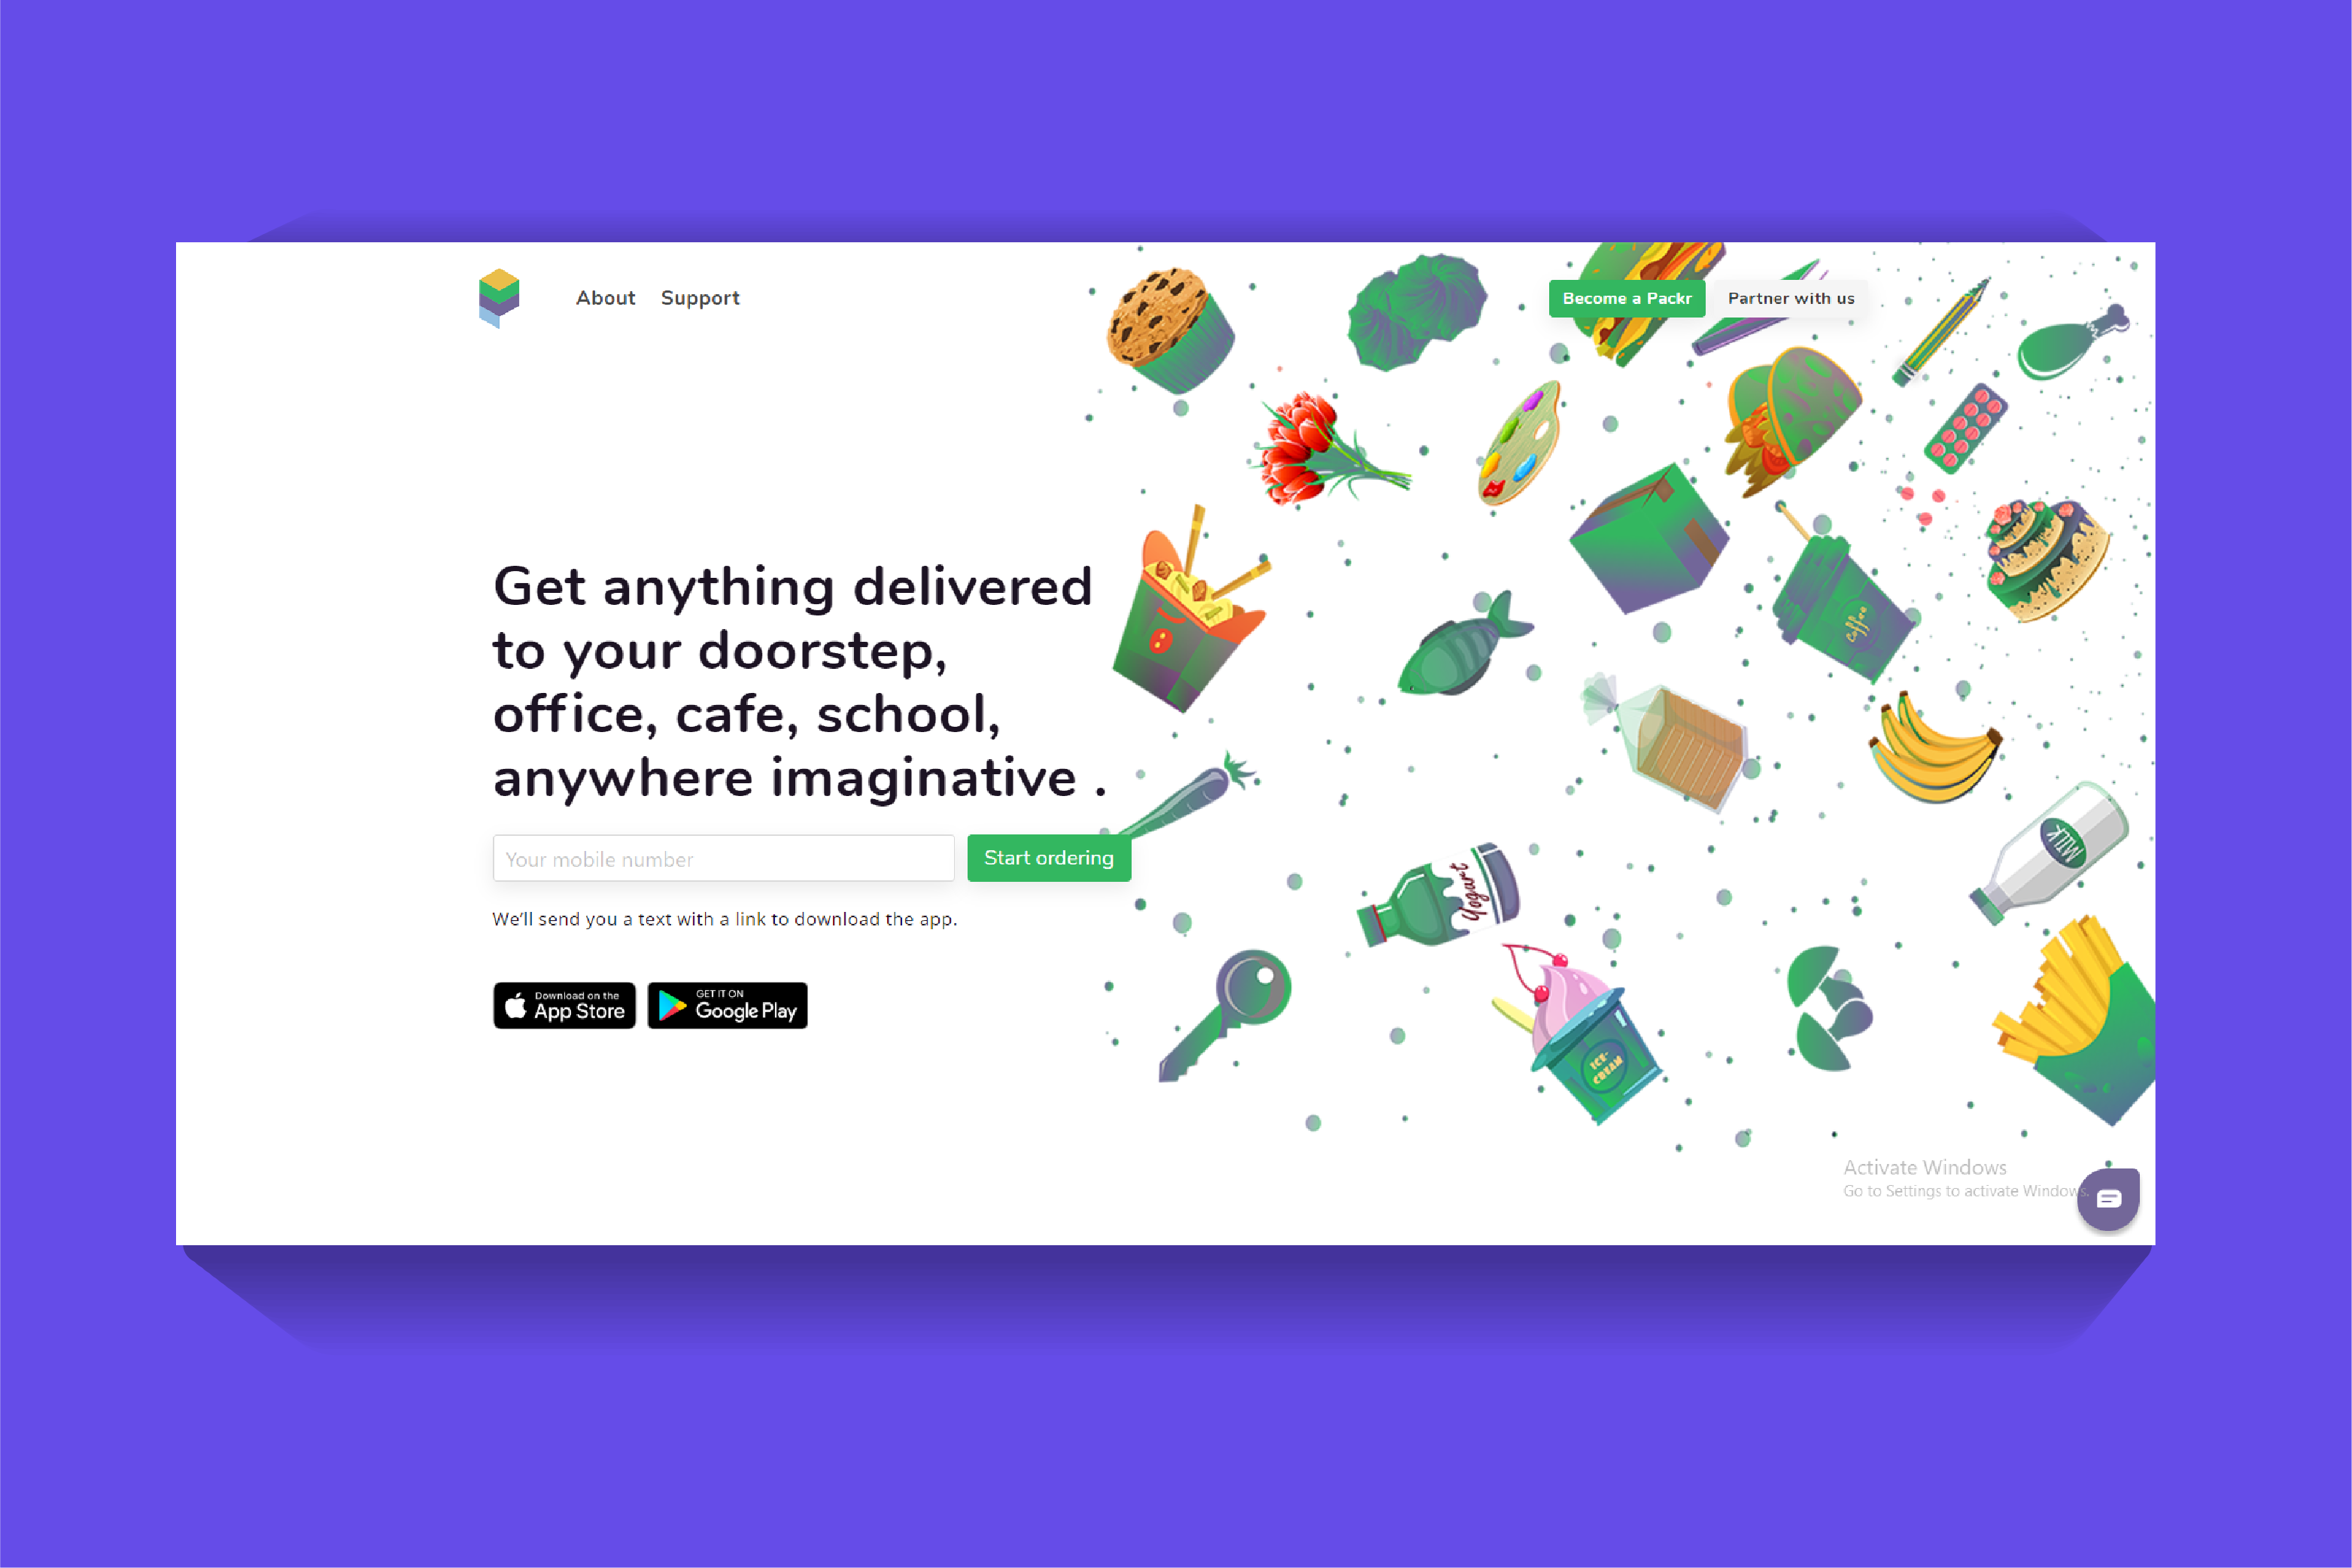 About Support
Become a Packr Partner with us
Get anything delivered
to your doorstep,
office, cafe, school,
anywhere imaginative .
Your mobile number
Start ordering
We'll send you a text with a link to download the app.
Download on the
App Store
GET IT ON
Google Play
Coffee
MILK
Yogart
ICE-
CREAM
Activate Windows
Go to Settings to activate Windows.